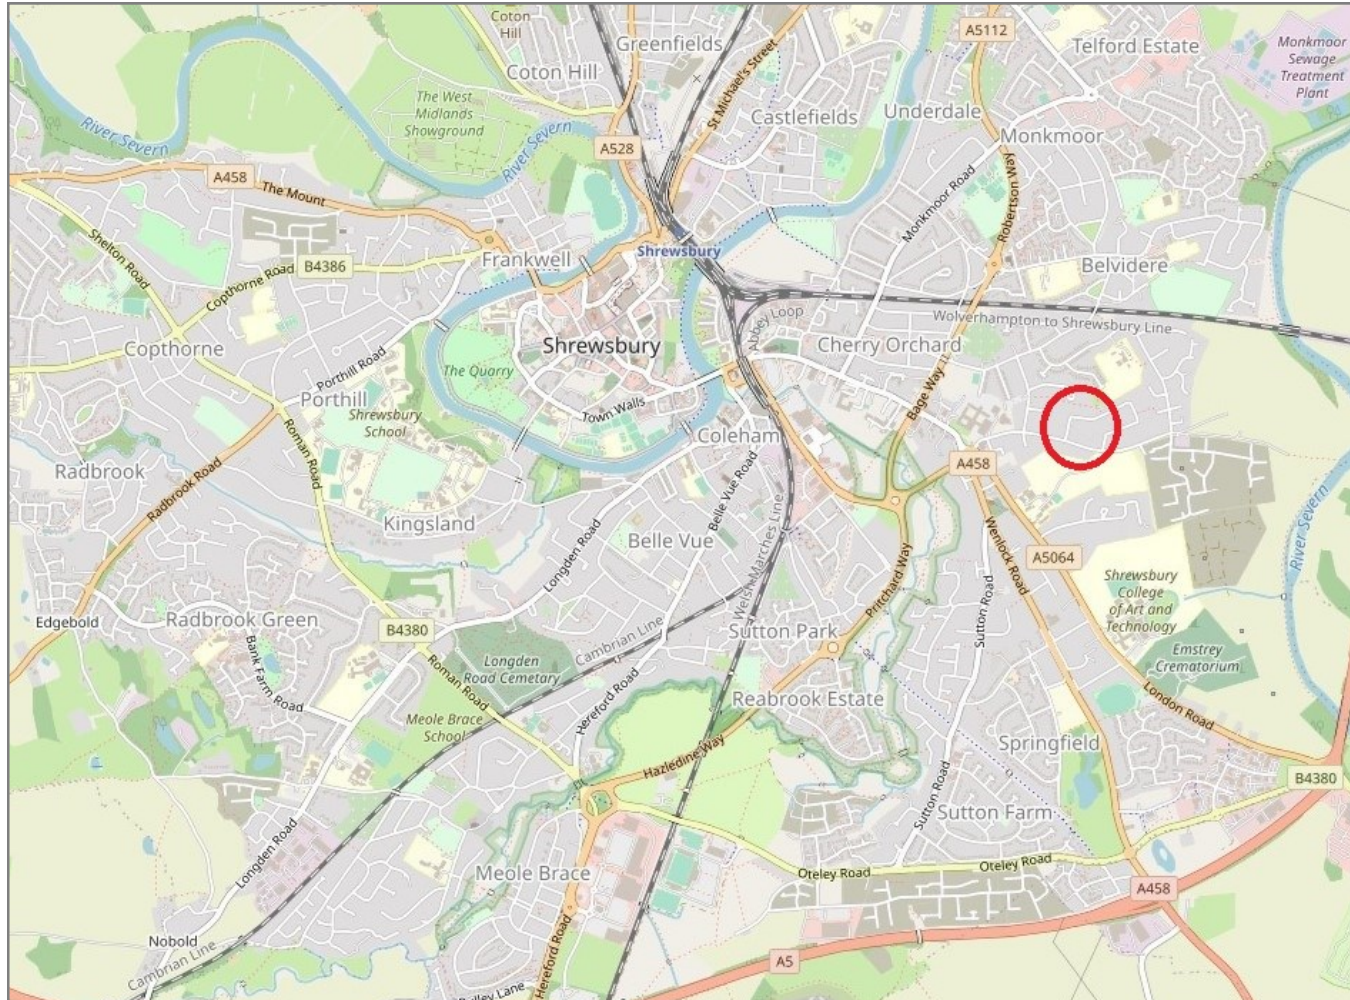 Coton
Hill
Greenfields
A5112
Telford Estate
Monkmoor
Sewage
Treatment
Plant
Coton Hill
St Michael's Street
The West
Midlands
Showground
Castlefields
Underdale
Monkmoor
River Severn
River Severn
A528
A458
The Mount
Robertson Way
Monkmoor Road
Shelton Road
Frankwell
Shrewsbury
Belvidere
Copthorne Road
B4386
Abbey Loop
Wolverhampton to Shrewsbury Line
Copthorne
Shrewsbury
Cherry Orchard
Porthill Road
The Quarry
Bage Way
Porthill
Shrewsbury
School
Town Walls
Roman Road
Coleham
Radbrook
A458
Radbrook Road
Belle Vue Road
River Severn
Kingsland
Longden Road
Belle Vue
Welsh Marches Line
Wenlock Road
A5064
Pritchard Way
Shrewsbury
College
of Art and
Technology
Sutton Road
Edgebold
Radbrook Green
B4380
Cambrian Line
Sutton Park
Bank Farm Road
Longden
Road Cemetery
Emstrey
Crematorium
Roman Road
Hereford Road
Reabrook Estate
London Road
Meole Brace
School
Hazledine Way
Springfield
B4380
Sutton Road
Sutton Farm
Longden Road
Meole Brace
Oteley Road
Oteley Road
A458
Nobold
Cambrian Line
Hereford Road
A5
Pulley Lane